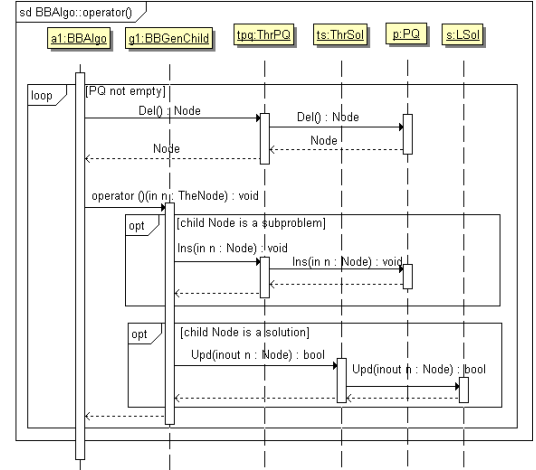 sd BBAlgo::operator()
a1:BBAlgo g1:BBGenChild tpq:ThrPQ ts:ThrSol p:PQ s:LSol
loop [PQ not empty]
Del() : Node Del() : Node
Node Node
operator ()(in n : TheNode) : void
opt [child Node is a subproblem]
Ins(in n : Node) : void Ins(in n : Node) : void
opt [child Node is a solution]
Upd(inout n : Node) : bool Upd(inout n : Node) : bool